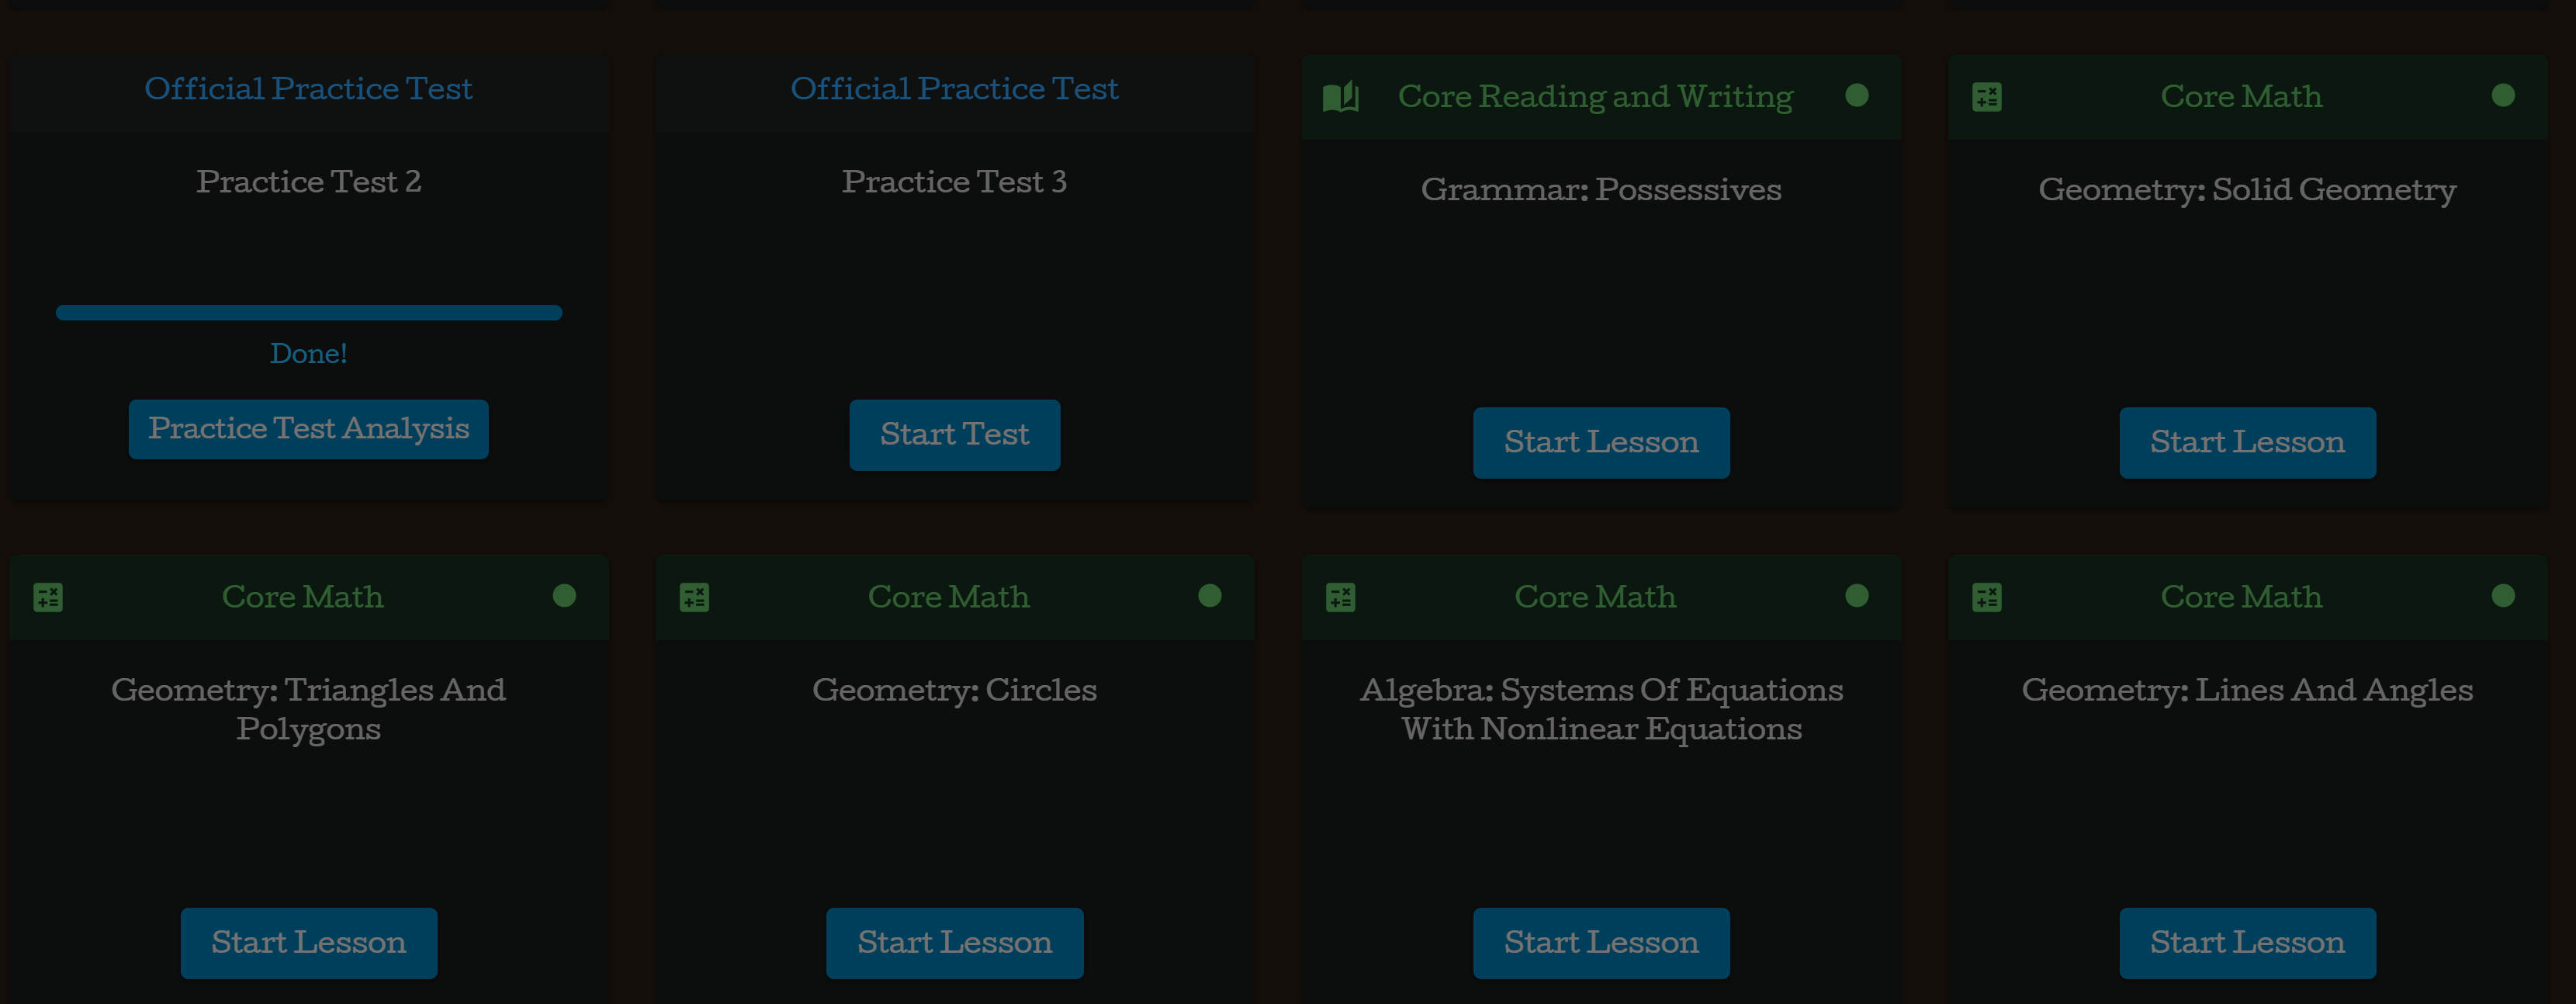 Official Practice Test
Practice Test 2
Done!
Practice Test Analysis
Official Practice Test
Practice Test 3
Start Test
Core Reading and Writing
Grammar: Possessives
Start Lesson
Core Math
Geometry: Solid Geometry
Start Lesson
Core Math
Geometry: Triangles And
Polygons
Start Lesson
Core Math
Geometry: Circles
Start Lesson
Core Math
Algebra: Systems Of Equations
With Nonlinear Equations
Start Lesson
Core Math
Geometry: Lines And Angles
Start Lesson